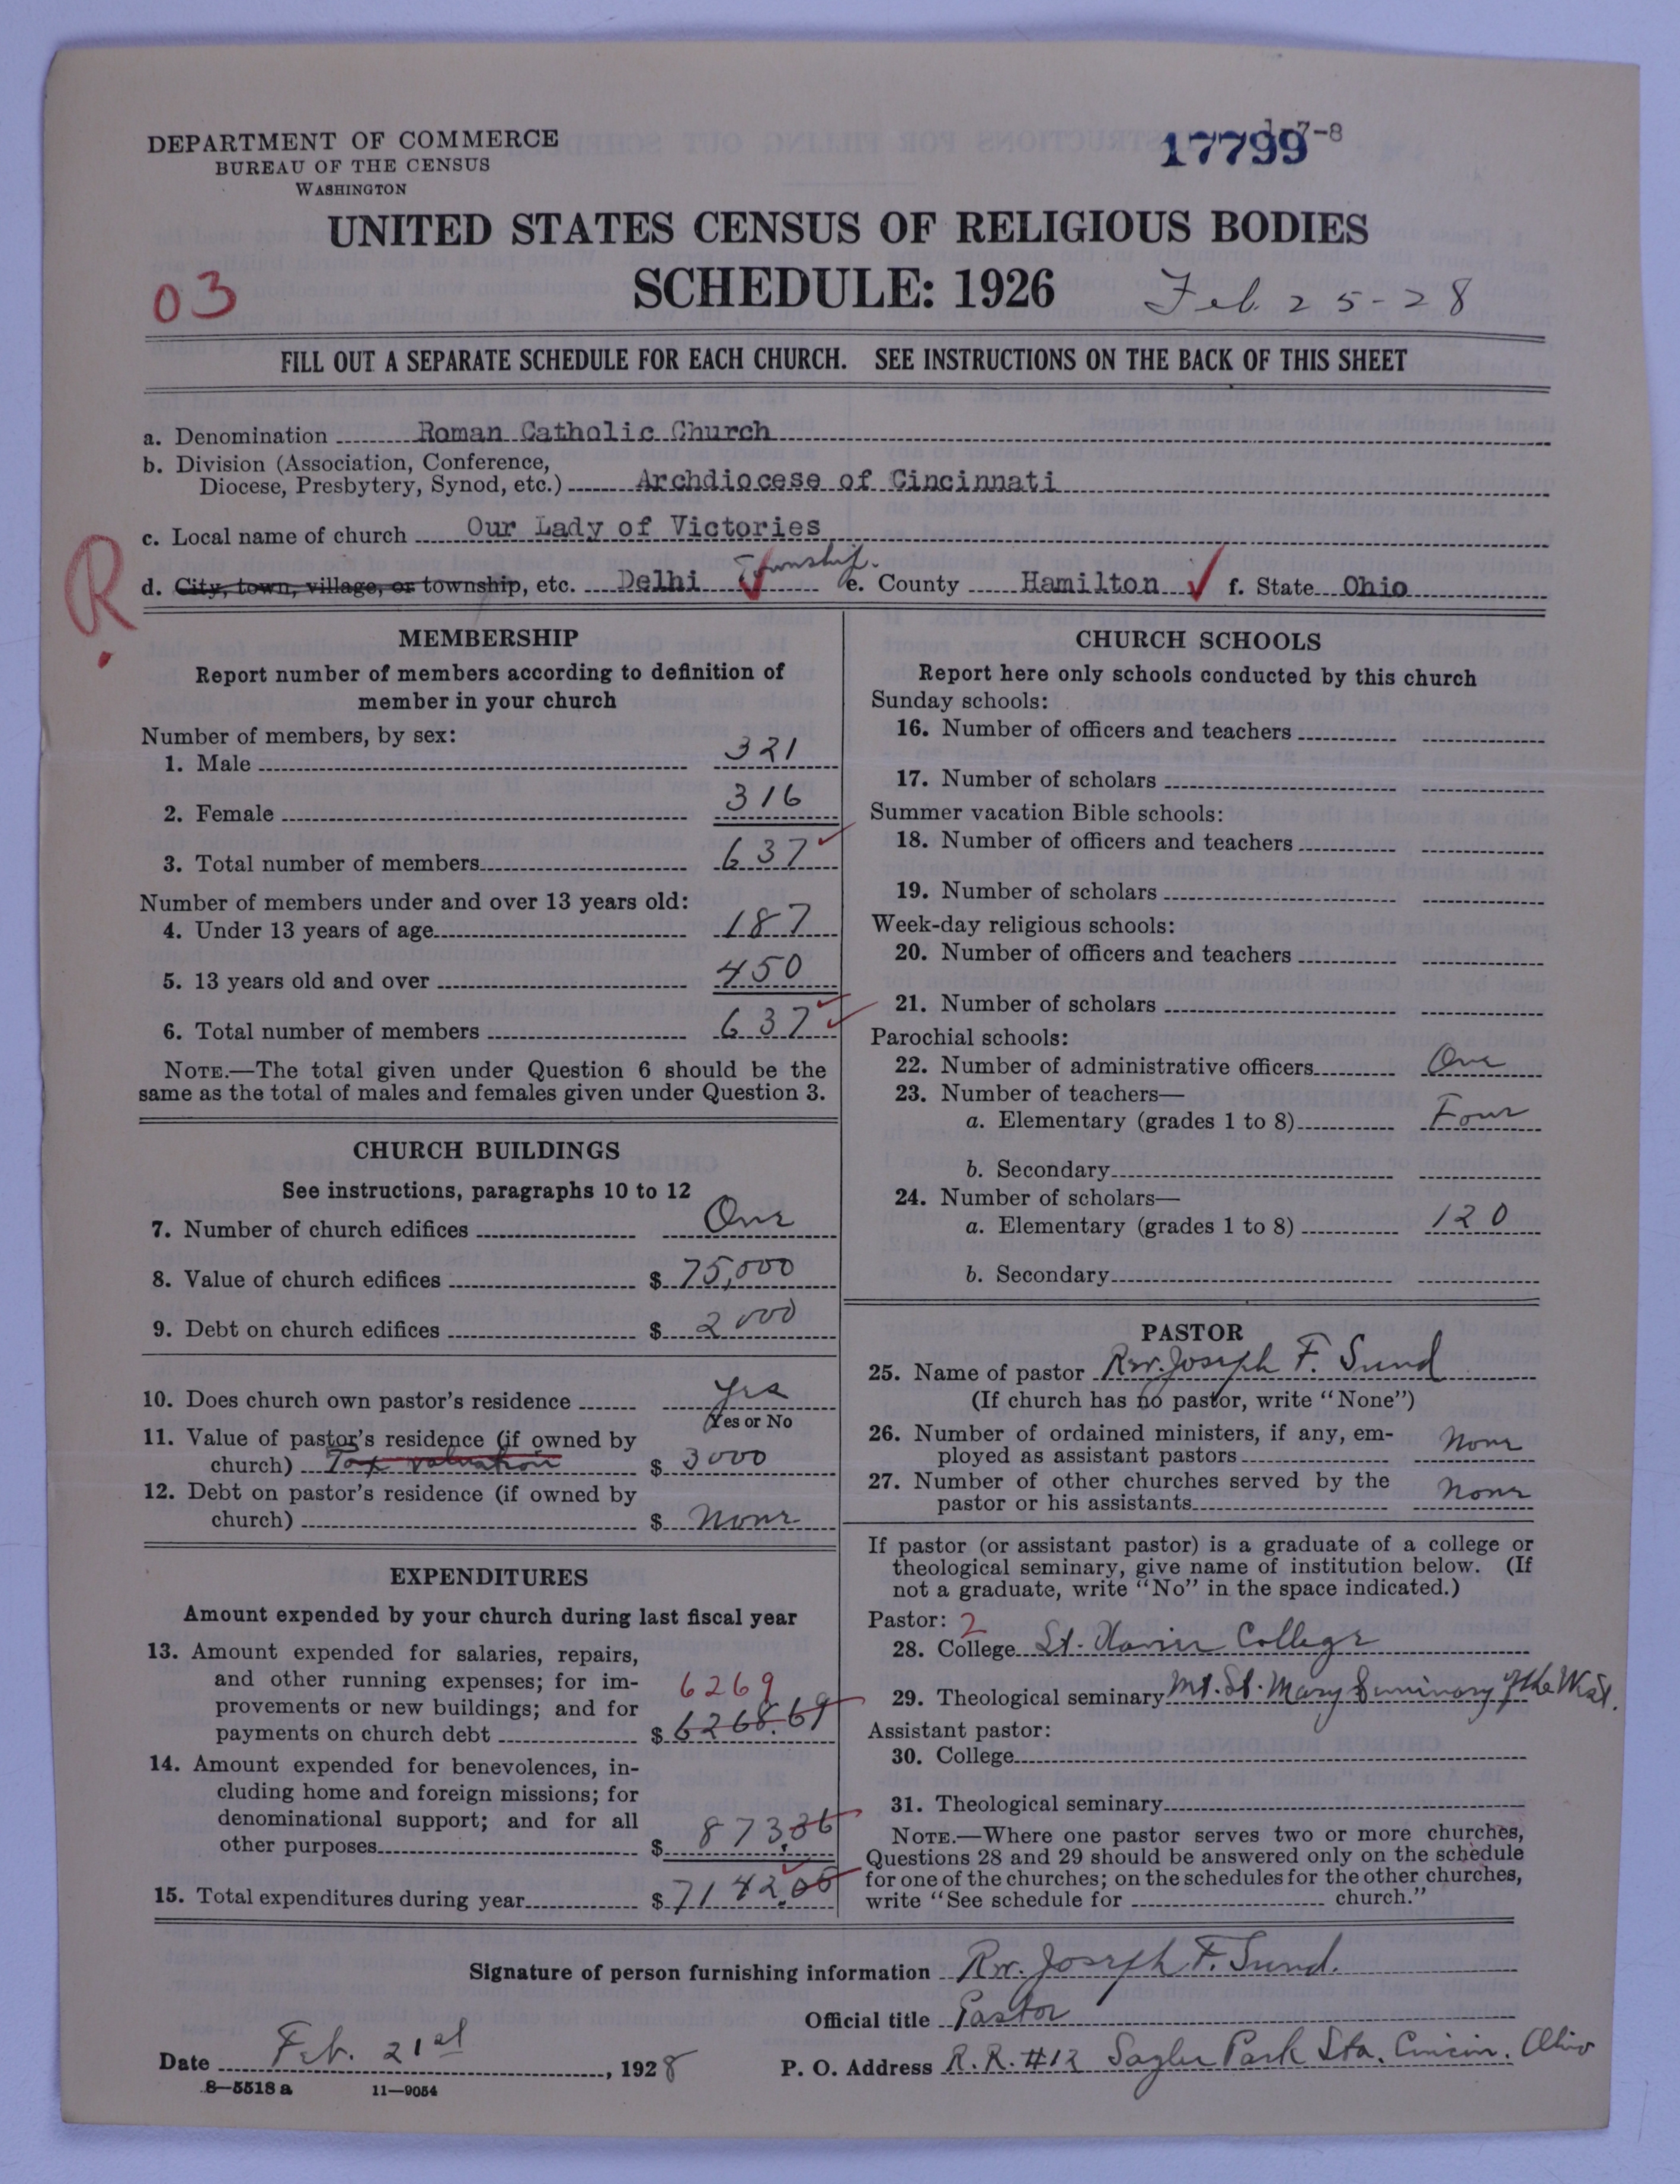 DEPARTMENT OF COMMERCE
BUREAU OF THE CENSUS
WASHINGTON
17799
7-8
UNITED STATES CENSUS OF RELIGIOUS BODIES
SCHEDULE: 1926
Feb. 25-28
03
FILL OUT A SEPARATE SCHEDULE FOR EACH CHURCH. SEE INSTRUCTIONS ON THE BACK OF THIS SHEET
a. Denomination Roman Catholic Church
b. Division (Association, Conference,
Diocese, Presbytery, Synod, etc.) Archdiocese of Cincinnati
c. Local name of church Our Lady of Victories
R.
d. City, town, village, or township, etc. Delhi Township. e. County Hamilton f. State Ohio
MEMBERSHIP
Report number of members according to definition of
member in your church
Number of members, by sex:
1. Male 321
2. Female 316
3. Total number of members 637
Number of members under and over 13 years old:
4. Under 13 years of age 187
5. 13 years old and over 450
6. Total number of members 637
NOTE.—The total given under Question 6 should be the
same as the total of males and females given under Question 3.
CHURCH BUILDINGS
See instructions, paragraphs 10 to 12
7. Number of church edifices One
8. Value of church edifices $ 75,000
9. Debt on church edifices $ 2000
10. Does church own pastor's residence Yes
Yes or No
11. Value of pastor's residence (if owned by
church) Tax valuation $ 3000
12. Debt on pastor's residence (if owned by
church) $ None
EXPENDITURES
Amount expended by your church during last fiscal year
13. Amount expended for salaries, repairs,
and other running expenses; for im-
provements or new buildings; and for
6269
payments on church debt $ 6268.69
14. Amount expended for benevolences, in-
cluding home and foreign missions; for
denominational support; and for all
other purposes $ 873.36
15. Total expenditures during year $ 7142.05
CHURCH SCHOOLS
Report here only schools conducted by this church
Sunday schools:
16. Number of officers and teachers
17. Number of scholars
Summer vacation Bible schools:
18. Number of officers and teachers
19. Number of scholars
Week-day religious schools:
20. Number of officers and teachers
21. Number of scholars
Parochial schools:
22. Number of administrative officers One
23. Number of teachers—
a. Elementary (grades 1 to 8) Four
b. Secondary
24. Number of scholars—
a. Elementary (grades 1 to 8) 120
b. Secondary
PASTOR
25. Name of pastor Rev. Joseph F. Sund
(If church has no pastor, write "None")
26. Number of ordained ministers, if any, em-
ployed as assistant pastors None
27. Number of other churches served by the
pastor or his assistants None
If pastor (or assistant pastor) is a graduate of a college or
theological seminary, give name of institution below. (If
not a graduate, write "No" in the space indicated.)
Pastor: 2
28. College St. Xavier College
29. Theological seminary Mt. St. Mary Seminary of the West.
Assistant pastor:
30. College
31. Theological seminary
NOTE.—Where one pastor serves two or more churches,
Questions 28 and 29 should be answered only on the schedule
for one of the churches; on the schedules for the other churches,
write "See schedule for church."
Signature of person furnishing information Rev. Joseph F. Sund.
Official title Pastor
Date Feb. 21st, 1928 P. O. Address R.R. #12 Sayler Park Sta. Cincin. Ohio
8—5518 a 11—9054